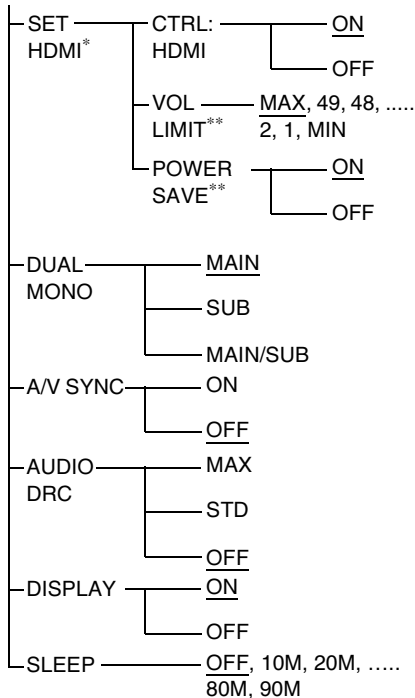 SET HDMI*
CTRL: HDMI
ON
OFF
VOL LIMIT**
MAX, 49, 48, .....
2, 1, MIN
POWER SAVE**
ON
OFF
DUAL MONO
MAIN
SUB
MAIN/SUB
A/V SYNC
ON
OFF
AUDIO DRC
MAX
STD
OFF
DISPLAY
ON
OFF
SLEEP
OFF, 10M, 20M, .....
80M, 90M